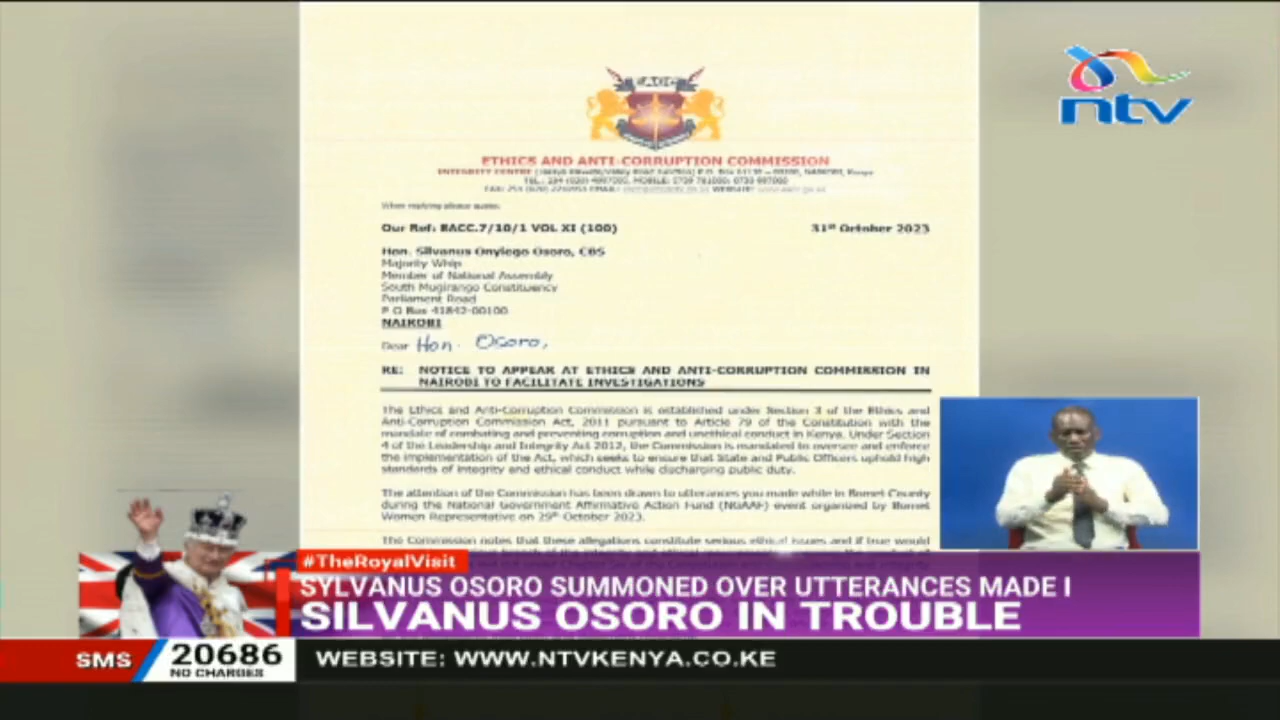 ntv
EACC
ETHICS AND ANTI-CORRUPTION COMMISSION
When replying please quote:
Our Ref: EACC.7/10/1 VOL XI (100)
31st October 2023
Hon. Silvanus Onyiego Osoro, CBS
Majority Whip
Member of National Assembly
South Mugirango Constituency
Parliament Road
P O Box 41842-00100
NAIROBI
Dear Hon. Osoro,
RE: NOTICE TO APPEAR AT ETHICS AND ANTI-CORRUPTION COMMISSION IN
NAIROBI TO FACILITATE INVESTIGATIONS
The Ethics and Anti-Corruption Commission is established under Section 3 of the Ethics and
Anti-Corruption Commission Act, 2011 pursuant to Article 79 of the Constitution with the
mandate of combating and preventing corruption and unethical conduct in Kenya. Under Section
4 of the Leadership and Integrity Act 2012, the Commission is mandated to oversee and enforce
the implementation of the Act, which seeks to ensure that State and Public Officers uphold high
standards of integrity and ethical conduct while discharging public duty.
The attention of the Commission has been drawn to utterances you made while in Bomet County
during the National Government Affirmative Action Fund (NGAAF) event organized by Bomet
Women Representative on 29th October 2023.
The Commission notes that these allegations constitute serious ethical issues and if true would
#TheRoyalVisit
SYLVANUS OSORO SUMMONED OVER UTTERANCES MADE I
SILVANUS OSORO IN TROUBLE
SMS 20686
NO CHARGES
WEBSITE: WWW.NTVKENYA.CO.KE